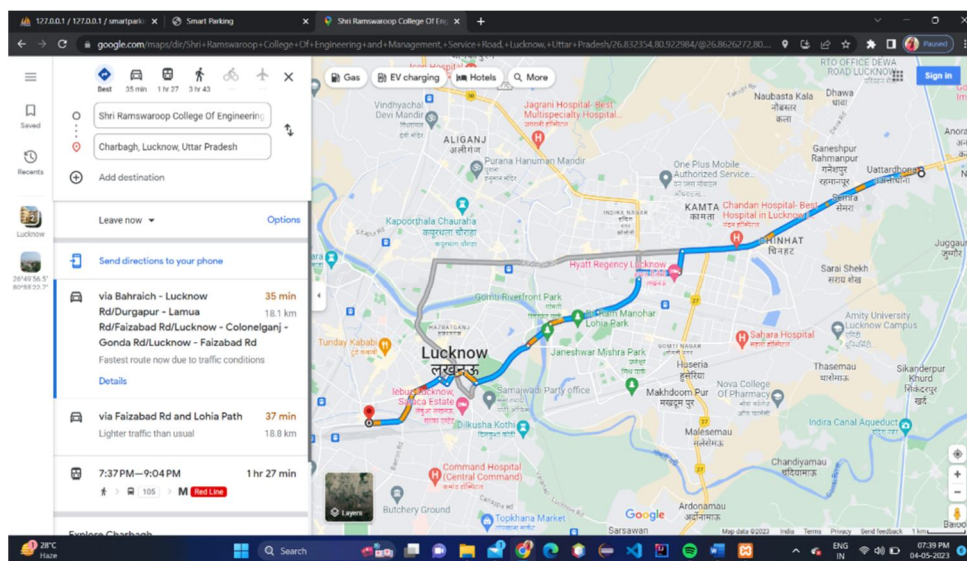 127.0.0.1 / 127.0.0.1 / smartpark
Smart Parking
Shri Ramswaroop College Of Eng
google.com/maps/dir/Shri+Ramswaroop+College+Of+Engineering+and+Management,+Service+Road,+Lucknow,+Uttar+Pradesh/26.832354,80.922984/@26.8626272,80....
Paused
Best
35 min
1 hr 27
3 hr 43
Saved
Recents
Lucknow
Shri Ramswaroop College Of Engineering
Charbagh, Lucknow, Uttar Pradesh
Add destination
Leave now
Options
Send directions to your phone
via Bahraich - Lucknow
Rd/Durgapur - Lamua
Rd/Faizabad Rd/Lucknow - Colonelganj -
Gonda Rd/Lucknow - Faizabad Rd
35 min
18.1 km
Fastest route now due to traffic conditions
Details
via Faizabad Rd and Lohia Path
37 min
Lighter traffic than usual
18.8 km
7:37 PM—9:04 PM
1 hr 27 min
105
M Red Line
Explore Charbagh
Gas
EV charging
Hotels
More
Sign in
RTO OFFICE DEWA
ROAD LUCKNOW
Vindhyachal
Devi Mandir
ALIGANJ
अलीगंज
Jagrani Hospital- Best
Multispecialty Hospital...
Purana Hanuman Mandir
Naubasta Kala
नौबस्ता
कला
Dhawa
धावा
Ganeshpur
Rahmanpur
गनेशपुर
रहमानपुर
Uattardhona
One Plus Mobile
Authorized Service...
KAMTA
कामता
Chandan Hospital- Best
Hospital in Lucknow
Semra
सेमरा
Kapoorthala Chauraha
कपूरथला चौराहा
INDIRA NAGAR
CHINHAT
चिनहट
Juggaur
जुग्गौर
Hyatt Regency Lucknow
Sarai Shekh
सराय शेख
Gomti Riverfront Park
Ram Manohar
Lohia Park
HAZRATGANJ
Amity University
Lucknow Campus
Tunday Kababi
Lucknow
लखनऊ
Janeshwar Mishra Park
GOMTI NAGAR
Sahara Hospital
Huseria
हुसेरिया
Thasemau
Sikanderpur
Khurd
Samajwadi Party office
Makhdoom Pur
मखदूम पुर
Nova College
Of Pharmacy
Dilkusha Kothi
Malesemau
मलेसेमऊ
Indira Canal Aqueduct
Command Hospital
(Central Command)
Chandiyamau
Butchery Ground
Ardonamau
अर्दोनामऊ
Topkhana Market
Sarsawan
Layers
Google
Map data ©2023
India
Terms
Privacy
Send feedback
1 km
28°C
Haze
Search
ENG
IN
07:39 PM
04-05-2023